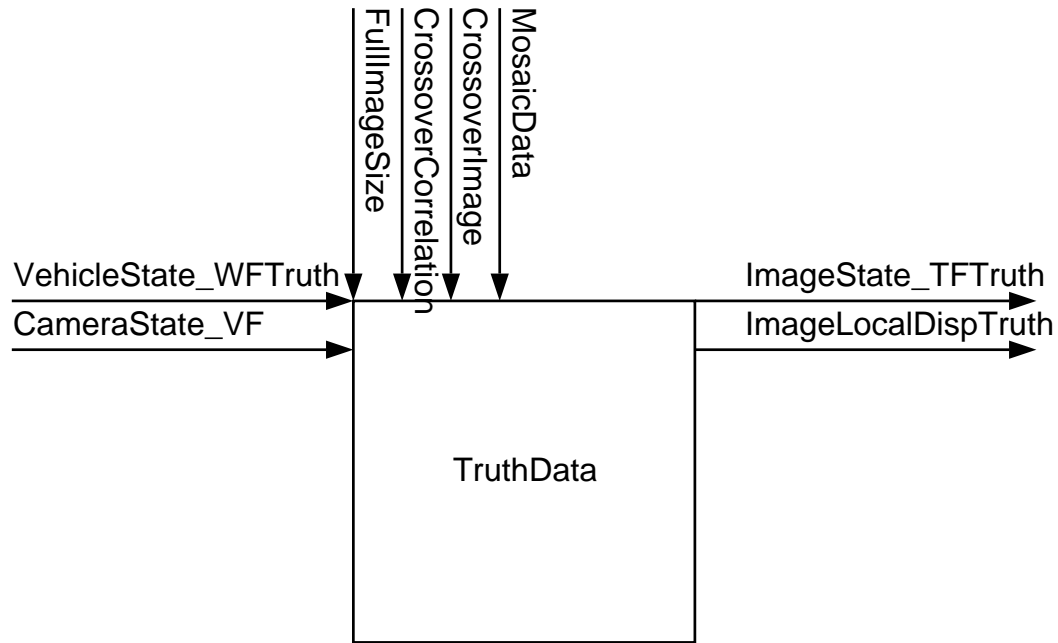 FullImageSize
CrossoverCorrelation
CrossoverImage
MosaicData
VehicleState_WFTruth
CameraState_VF
ImageState_TFTruth
ImageLocalDispTruth
TruthData